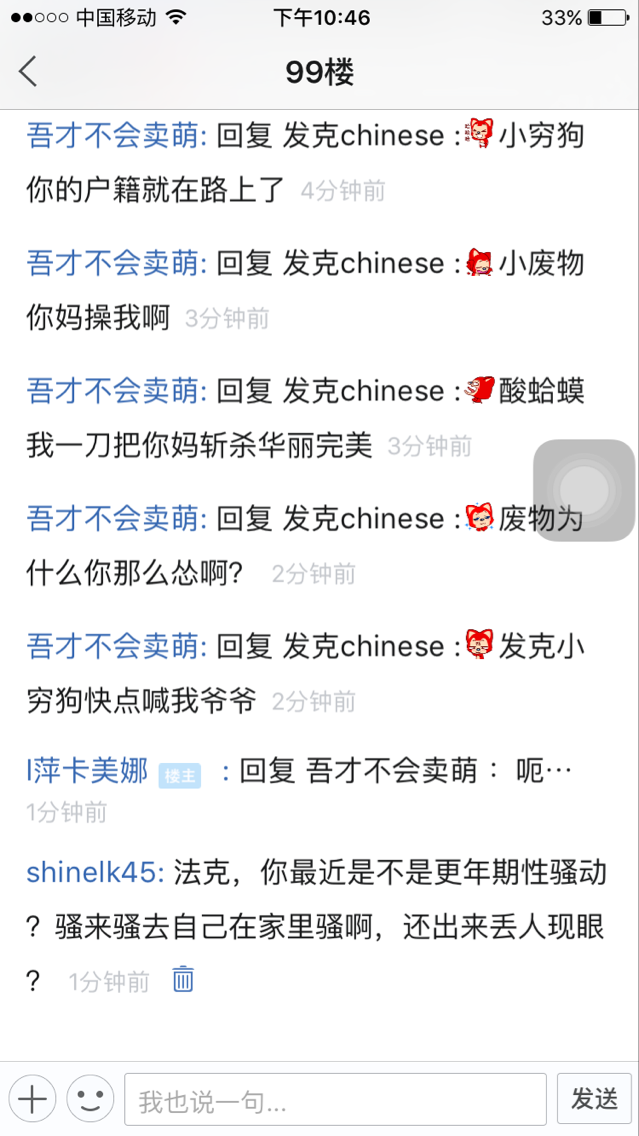 中国移动 下午10:46 33%
99楼
吾才不会卖萌: 回复 发克chinese :小穷狗
你的户籍就在路上了 4分钟前
吾才不会卖萌: 回复 发克chinese :小废物
你妈操我啊 3分钟前
吾才不会卖萌: 回复 发克chinese :酸蛤蟆
我一刀把你妈斩杀华丽完美 3分钟前
吾才不会卖萌: 回复 发克chinese :废物为
什么你那么怂啊？ 2分钟前
吾才不会卖萌: 回复 发克chinese :发克小
穷狗快点喊我爷爷 2分钟前
l萍卡美娜 楼主 : 回复 吾才不会卖萌 : 呃…
1分钟前
shinelk45: 法克，你最近是不是更年期性骚动
？骚来骚去自己在家里骚啊，还出来丢人现眼
？ 1分钟前
我也说一句... 发送